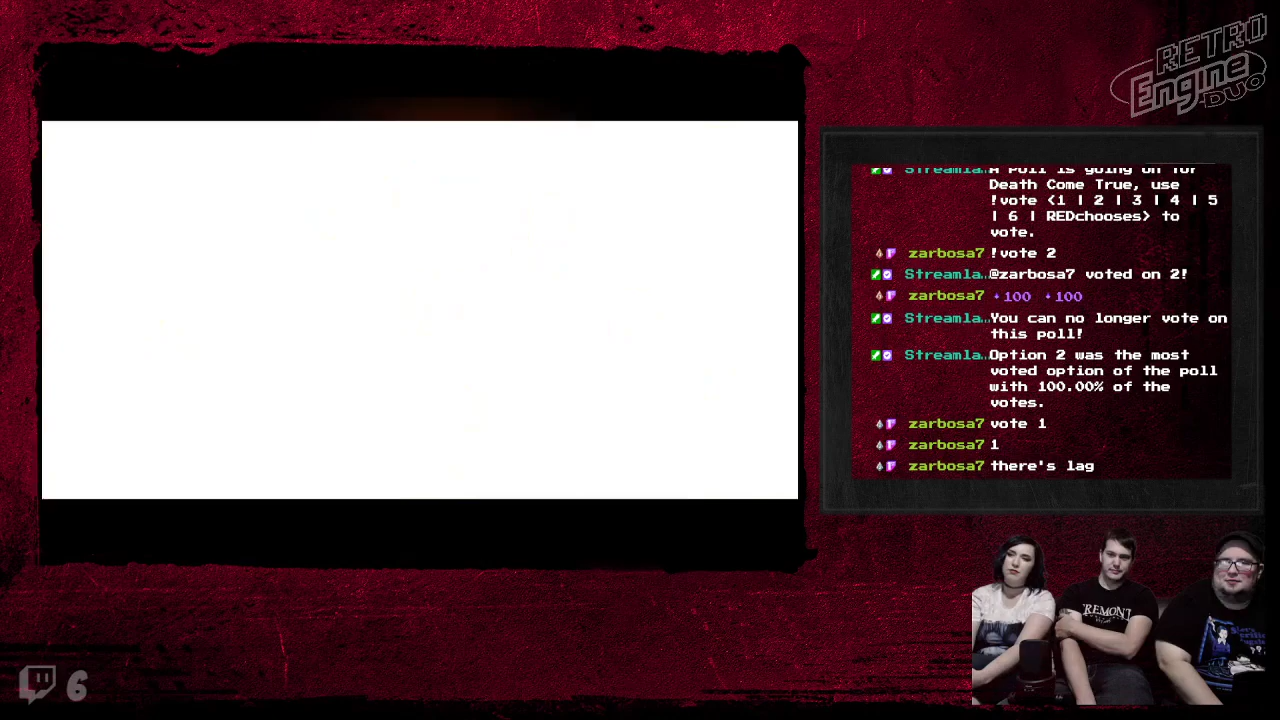 RETRO
Engine
DUO
Streamla.. A Poll is going on for
Death Come True, use
!vote <1 | 2 | 3 | 4 | 5
| 6 | REDchooses> to
vote.
zarbosa7 !vote 2
Streamla.. @zarbosa7 voted on 2!
zarbosa7 +100 +100
Streamla.. You can no longer vote on
this poll!
Streamla.. Option 2 was the most
voted option of the poll
with 100.00% of the
votes.
zarbosa7 vote 1
zarbosa7 1
zarbosa7 there's lag
6